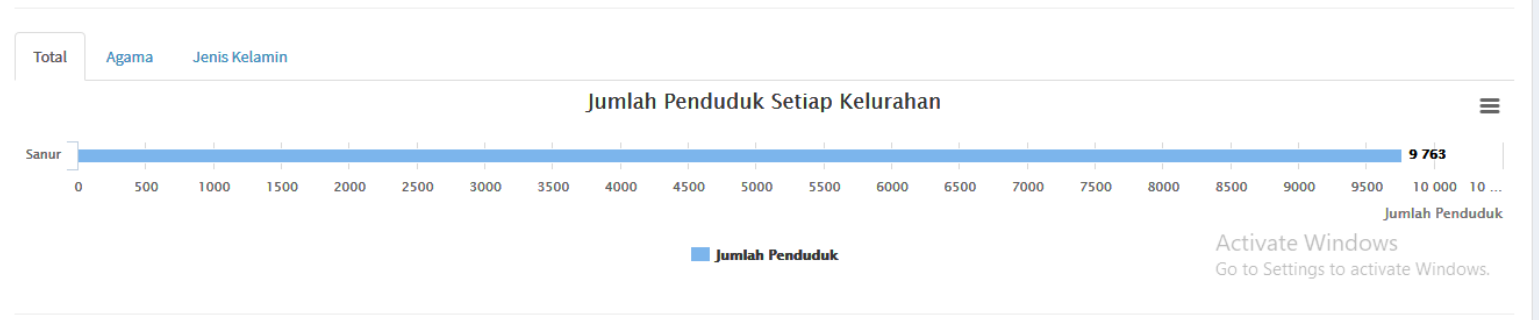 Total Agama Jenis Kelamin
Jumlah Penduduk Setiap Kelurahan
Sanur 9 763
0 500 1000 1500 2000 2500 3000 3500 4000 4500 5000 5500 6000 6500 7000 7500 8000 8500 9000 9500 10 000 10 ...
Jumlah Penduduk
Jumlah Penduduk
Activate Windows
Go to Settings to activate Windows.